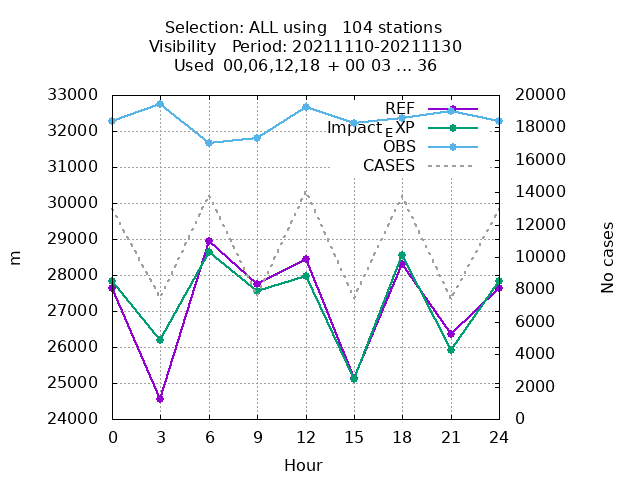 Selection: ALL using   104 stations
Visibility   Period: 20211110-20211130
Used 00,06,12,18 + 00 03 ... 36
33000
32000
31000
30000
29000
28000
27000
26000
25000
24000
20000
18000
16000
14000
12000
10000
8000
6000
4000
2000
0
REF
Impact_EXP
OBS
CASES
m
No cases
0 3 6 9 12 15 18 21 24
Hour